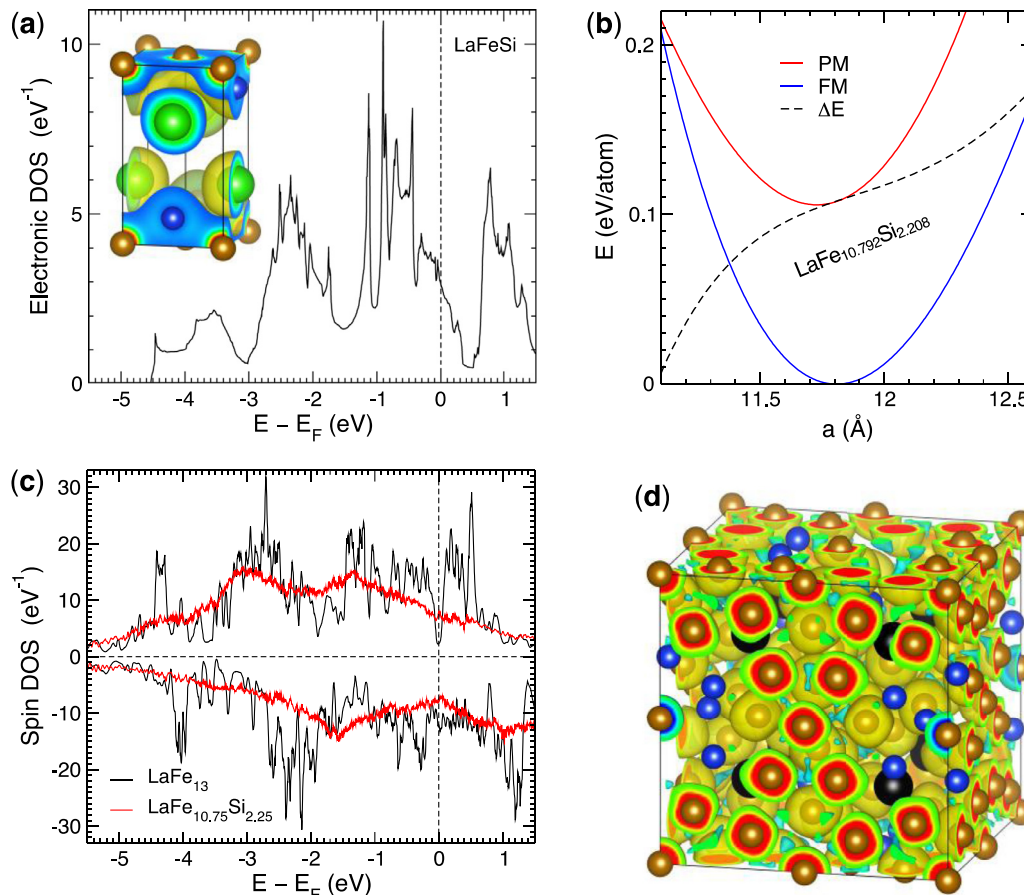 (a)
LaFeSi
10
5
0
Electronic DOS (eV⁻¹)
-5 -4 -3 -2 -1 0 1
E − E_F (eV)
(b)
PM
FM
ΔE
0.2
0.1
0
E (eV/atom)
LaFe₁₀.₇₉₂Si₂.₂₀₈
11.5 12 12.5
a (Å)
(c)
30
20
10
0
-10
-20
-30
Spin DOS (eV⁻¹)
LaFe₁₃
LaFe₁₀.₇₅Si₂.₂₅
-5 -4 -3 -2 -1 0 1
E − E_F (eV)
(d)